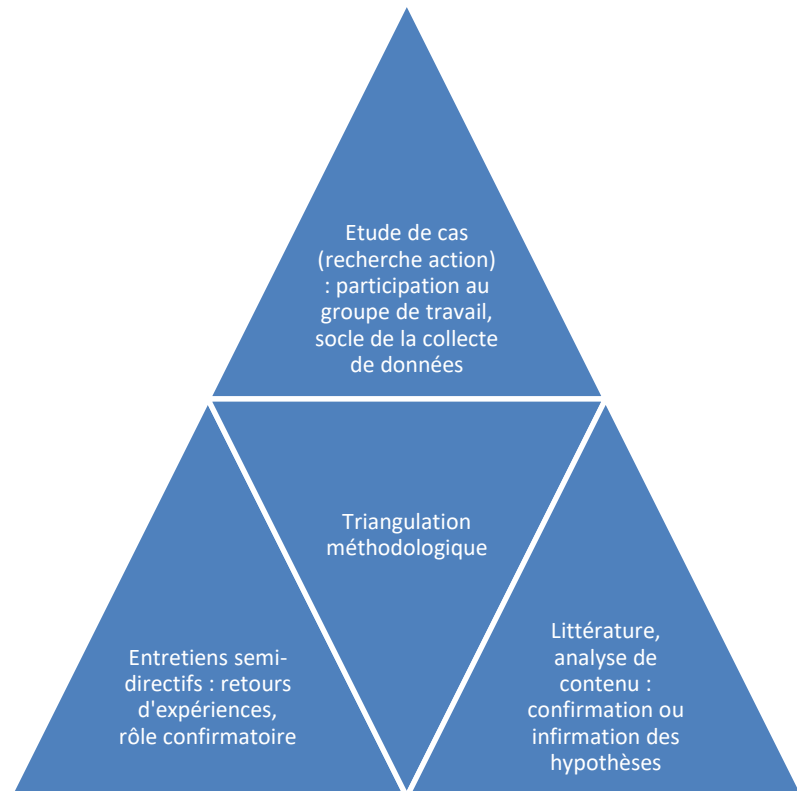 Etude de cas
(recherche action)
: participation au
groupe de travail,
socle de la collecte
de données
Triangulation
méthodologique
Entretiens semi-
directifs : retours
d'expériences,
rôle confirmatoire
Littérature,
analyse de
contenu :
confirmation ou
infirmation des
hypothèses